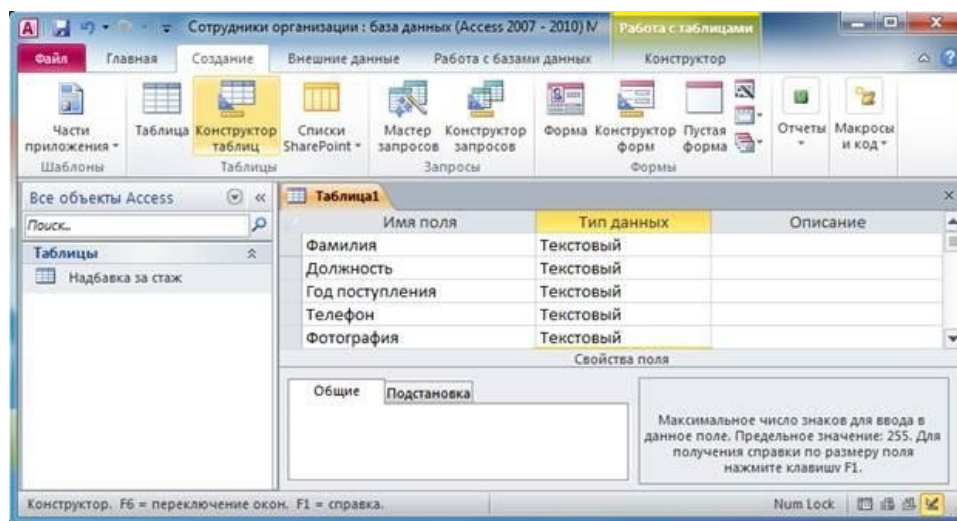 Сотрудники организации : база данных (Access 2007 - 2010) М
Работа с таблицами
Файл Главная Создание Внешние данные Работа с базами данных Конструктор
Части приложения
Таблица
Конструктор таблиц
Списки SharePoint
Мастер запросов
Конструктор запросов
Форма
Конструктор форм
Пустая форма
Отчеты
Макросы и код
Шаблоны Таблицы Запросы Формы
Все объекты Access
Поиск...
Таблицы
Надбавка за стаж
Таблица1
Имя поля Тип данных Описание
Фамилия Текстовый
Должность Текстовый
Год поступления Текстовый
Телефон Текстовый
Фотография Текстовый
Свойства поля
Общие Подстановка
Максимальное число знаков для ввода в
данное поле. Предельное значение: 255. Для
получения справки по размеру поля
нажмите клавишу F1.
Конструктор. F6 = переключение окон. F1 = справка. Num Lock